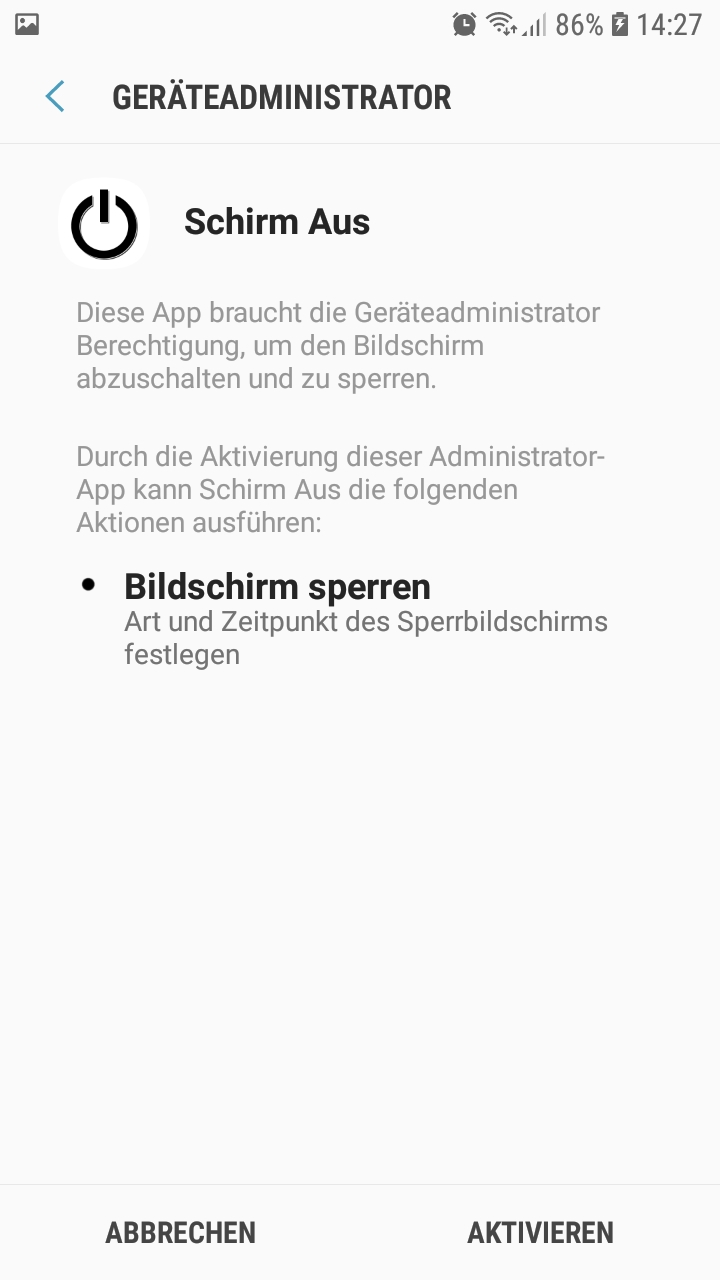 86% 14:27
GERÄTEADMINISTRATOR
Schirm Aus
Diese App braucht die Geräteadministrator
Berechtigung, um den Bildschirm
abzuschalten und zu sperren.
Durch die Aktivierung dieser Administrator-
App kann Schirm Aus die folgenden
Aktionen ausführen:
Bildschirm sperren
Art und Zeitpunkt des Sperrbildschirms
festlegen
ABBRECHEN AKTIVIEREN